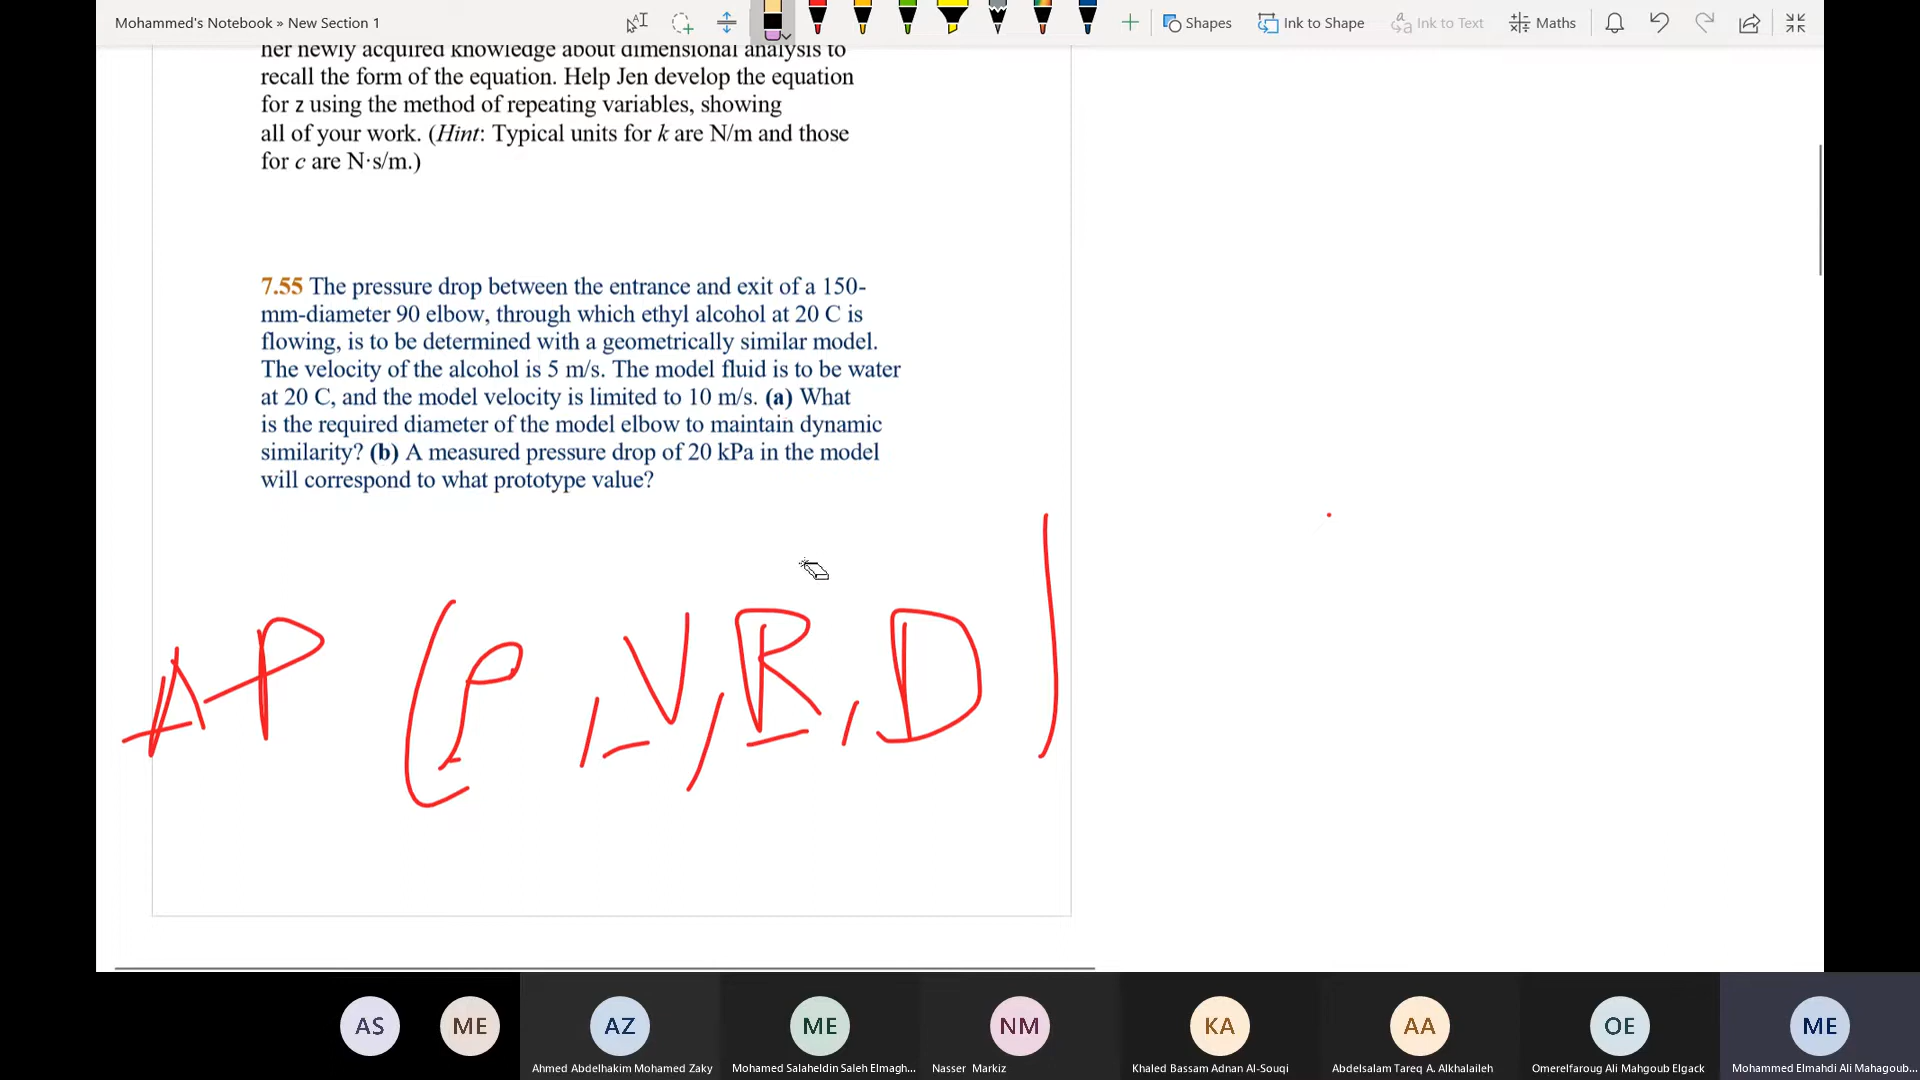 Mohammed's Notebook » New Section 1
Shapes Ink to Shape Ink to Text Maths
her newly acquired knowledge about dimensional analysis to
recall the form of the equation. Help Jen develop the equation
for z using the method of repeating variables, showing
all of your work. (Hint: Typical units for k are N/m and those
for c are N·s/m.)
7.55 The pressure drop between the entrance and exit of a 150-
mm-diameter 90 elbow, through which ethyl alcohol at 20 C is
flowing, is to be determined with a geometrically similar model.
The velocity of the alcohol is 5 m/s. The model fluid is to be water
at 20 C, and the model velocity is limited to 10 m/s. (a) What
is the required diameter of the model elbow to maintain dynamic
similarity? (b) A measured pressure drop of 20 kPa in the model
will correspond to what prototype value?
ΔP (ρ, V, R, D)
AS ME AZ ME NM KA AA OE ME
Ahmed Abdelhakim Mohamed Zaky Mohamed Salaheldin Saleh Elmagh... Nasser Markiz Khaled Bassam Adnan Al-Souqi Abdelsalam Tareq A. Alkhalaileh Omerelfaroug Ali Mahgoub Elgack Mohammed Elmahdi Ali Mahagoub...